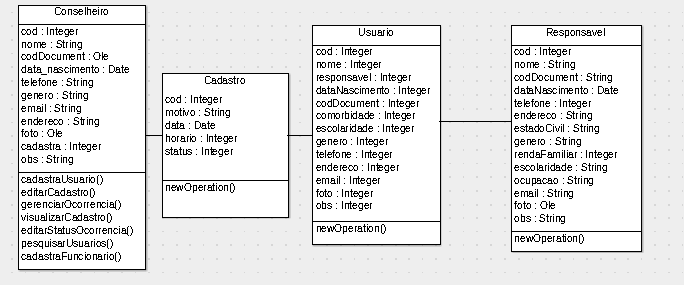 Conselheiro
cod : Integer
nome : String
codDocument : Ole
data_nascimento : Date
telefone : String
genero : String
email : String
endereco : String
foto : Ole
cadastra : Integer
obs : String
cadastraUsuario()
editarCadastro()
gerenciarOcorrencia()
visualizarCadastro()
editarStatusOcorrencia()
pesquisarUsuarios()
cadastraFuncionario()
Cadastro
cod : Integer
motivo : String
data : Date
horario : Integer
status : Integer
newOperation()
Usuario
cod : Integer
nome : Integer
responsavel : Integer
dataNascimento : Integer
codDocument : Integer
comorbidade : Integer
escolaridade : Integer
genero : Integer
telefone : Integer
endereco : Integer
email : Integer
foto : Integer
obs : Integer
newOperation()
Responsavel
cod : Integer
nome : String
codDocument : String
dataNascimento : Date
telefone : Integer
endereco : String
estadoCivil : String
genero : String
rendaFamiliar : Integer
escolaridade : String
ocupacao : String
email : String
foto : Ole
obs : String
newOperation()